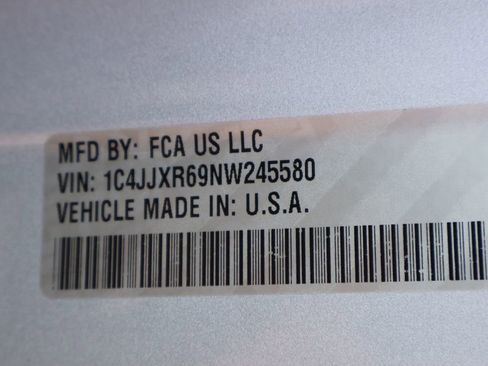 MFD BY: FCA US LLC
VIN: 1C4JJXR69NW245580
VEHICLE MADE IN: U.S.A.